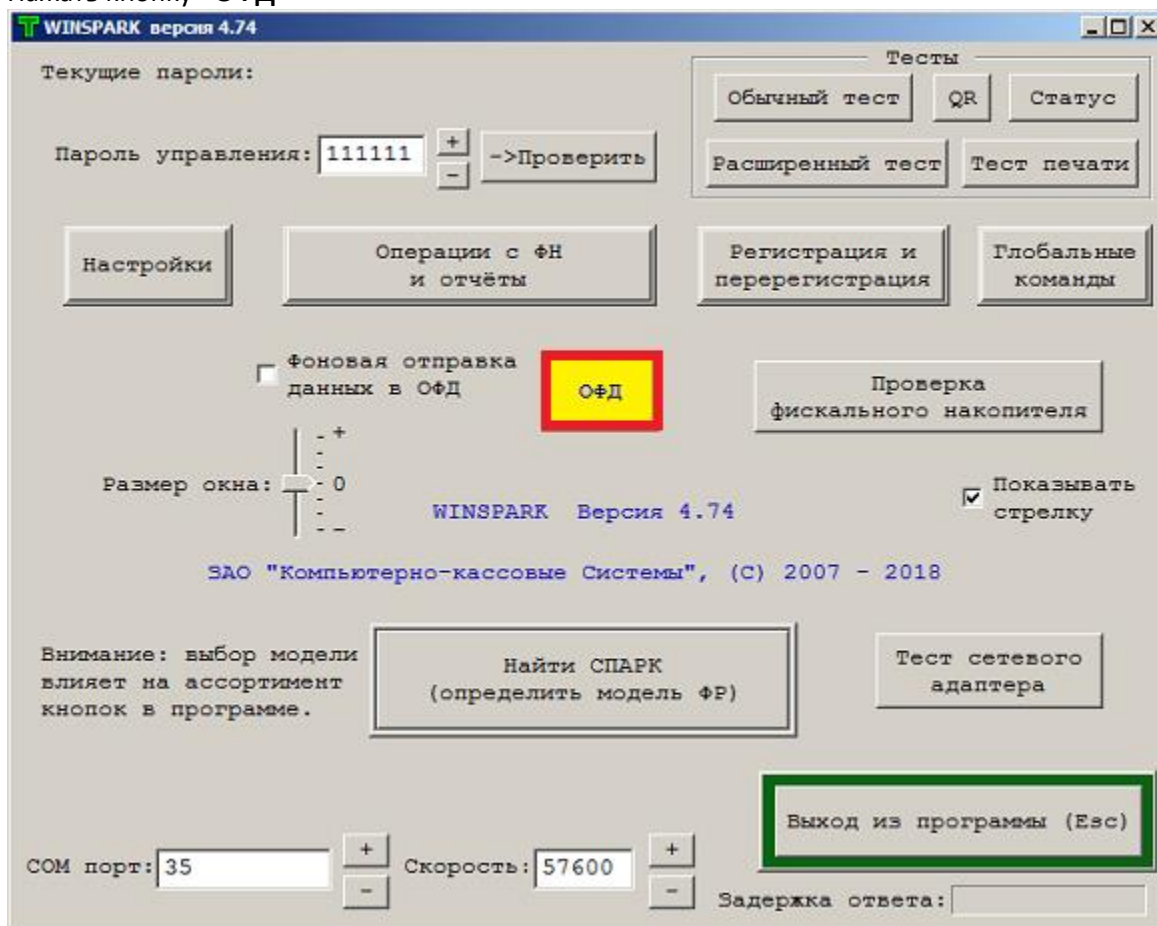 WINSPARK версия 4.74
Текущие пароли:
Тесты
Обычный тест
QR
Статус
Пароль управления: 111111
+
-
->Проверить
Расширенный тест
Тест печати
Настройки
Операции с ФН
и отчёты
Регистрация и
перерегистрация
Глобальные
команды
Фоновая отправка
данных в ОФД
ОФД
Проверка
фискального накопителя
Размер окна:
+
0
-
Показывать
стрелку
WINSPARK Версия 4.74
ЗАО "Компьютерно-кассовые Системы", (C) 2007 - 2018
Внимание: выбор модели
влияет на ассортимент
кнопок в программе.
Найти СПАРК
(определить модель ФР)
Тест сетевого
адаптера
Выход из программы (Esc)
COM порт: 35
+
-
Скорость: 57600
+
-
Задержка ответа: